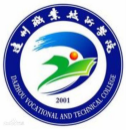 达州职业技术学院
2001
DAZHOU VOCATIONAL AND TECHNICAL COLLEGE